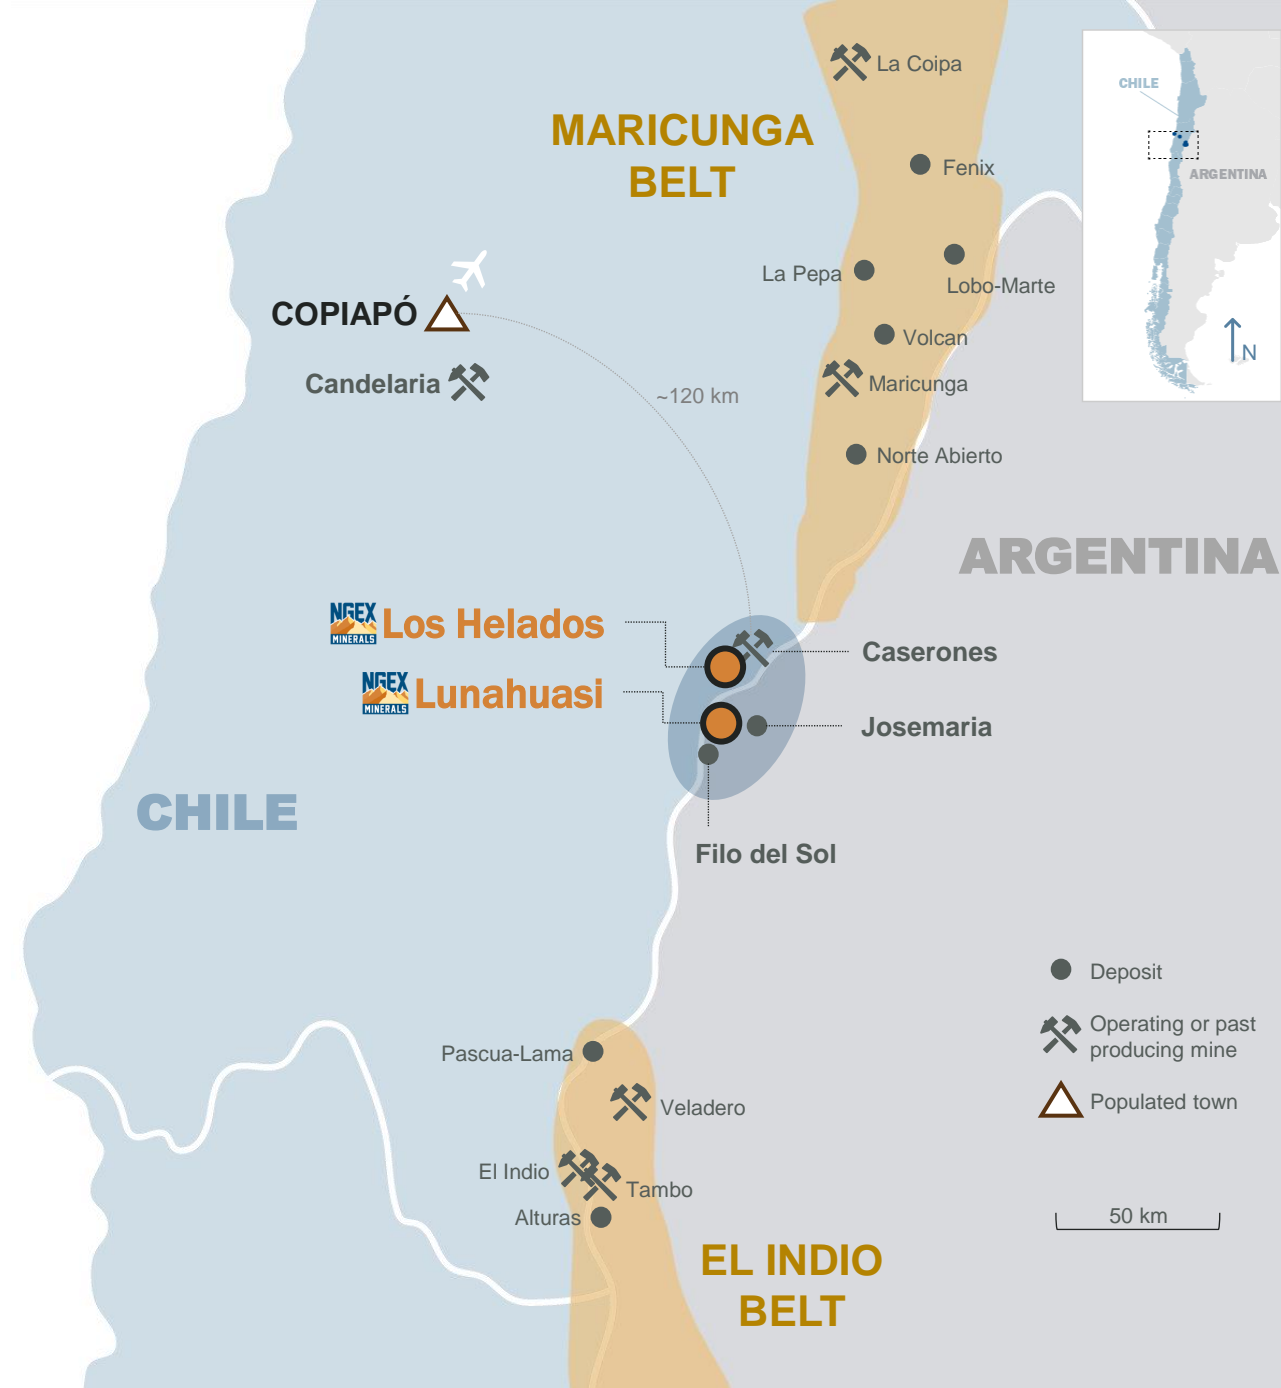 La Coipa
MARICUNGA
BELT
Fenix
La Pepa
Lobo-Marte
Volcan
Maricunga
Norte Abierto
CHILE
ARGENTINA
N
COPIAPÓ
Candelaria
~120 km
ARGENTINA
NGEX
MINERALS
Los Helados
NGEX
MINERALS
Lunahuasi
Caserones
Josemaria
Filo del Sol
CHILE
Deposit
Operating or past
producing mine
Populated town
50 km
Pascua-Lama
Veladero
El Indio
Tambo
Alturas
EL INDIO
BELT